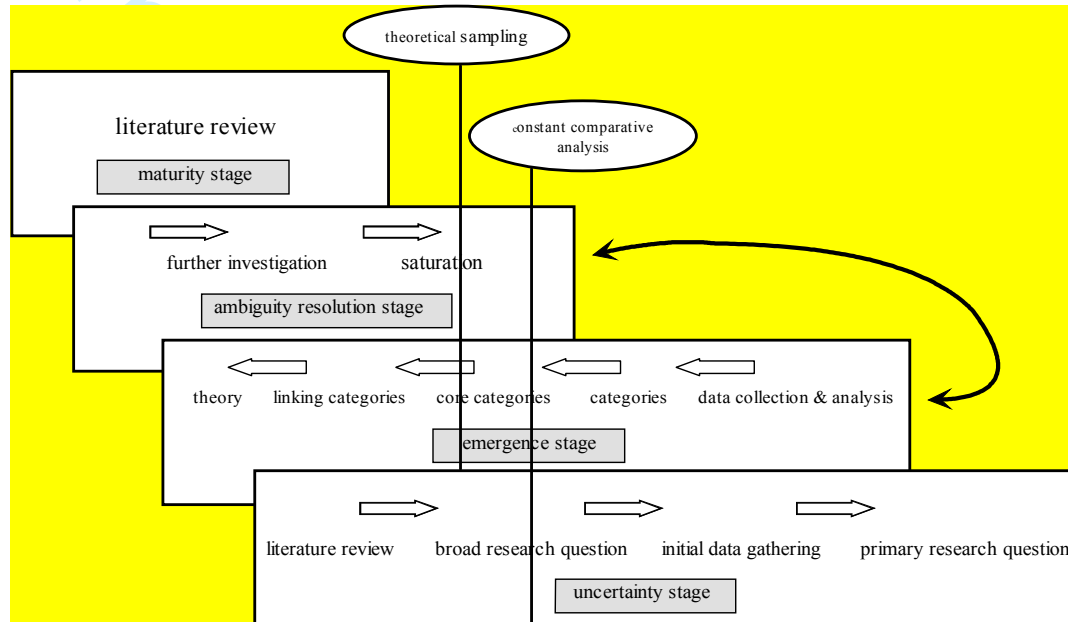 theoretical sampling
constant comparative
analysis
literature review
maturity stage
further investigation
saturation
ambiguity resolution stage
theory
linking categories
core categories
categories
data collection & analysis
emergence stage
literature review
broad research question
initial data gathering
primary research question
uncertainty stage